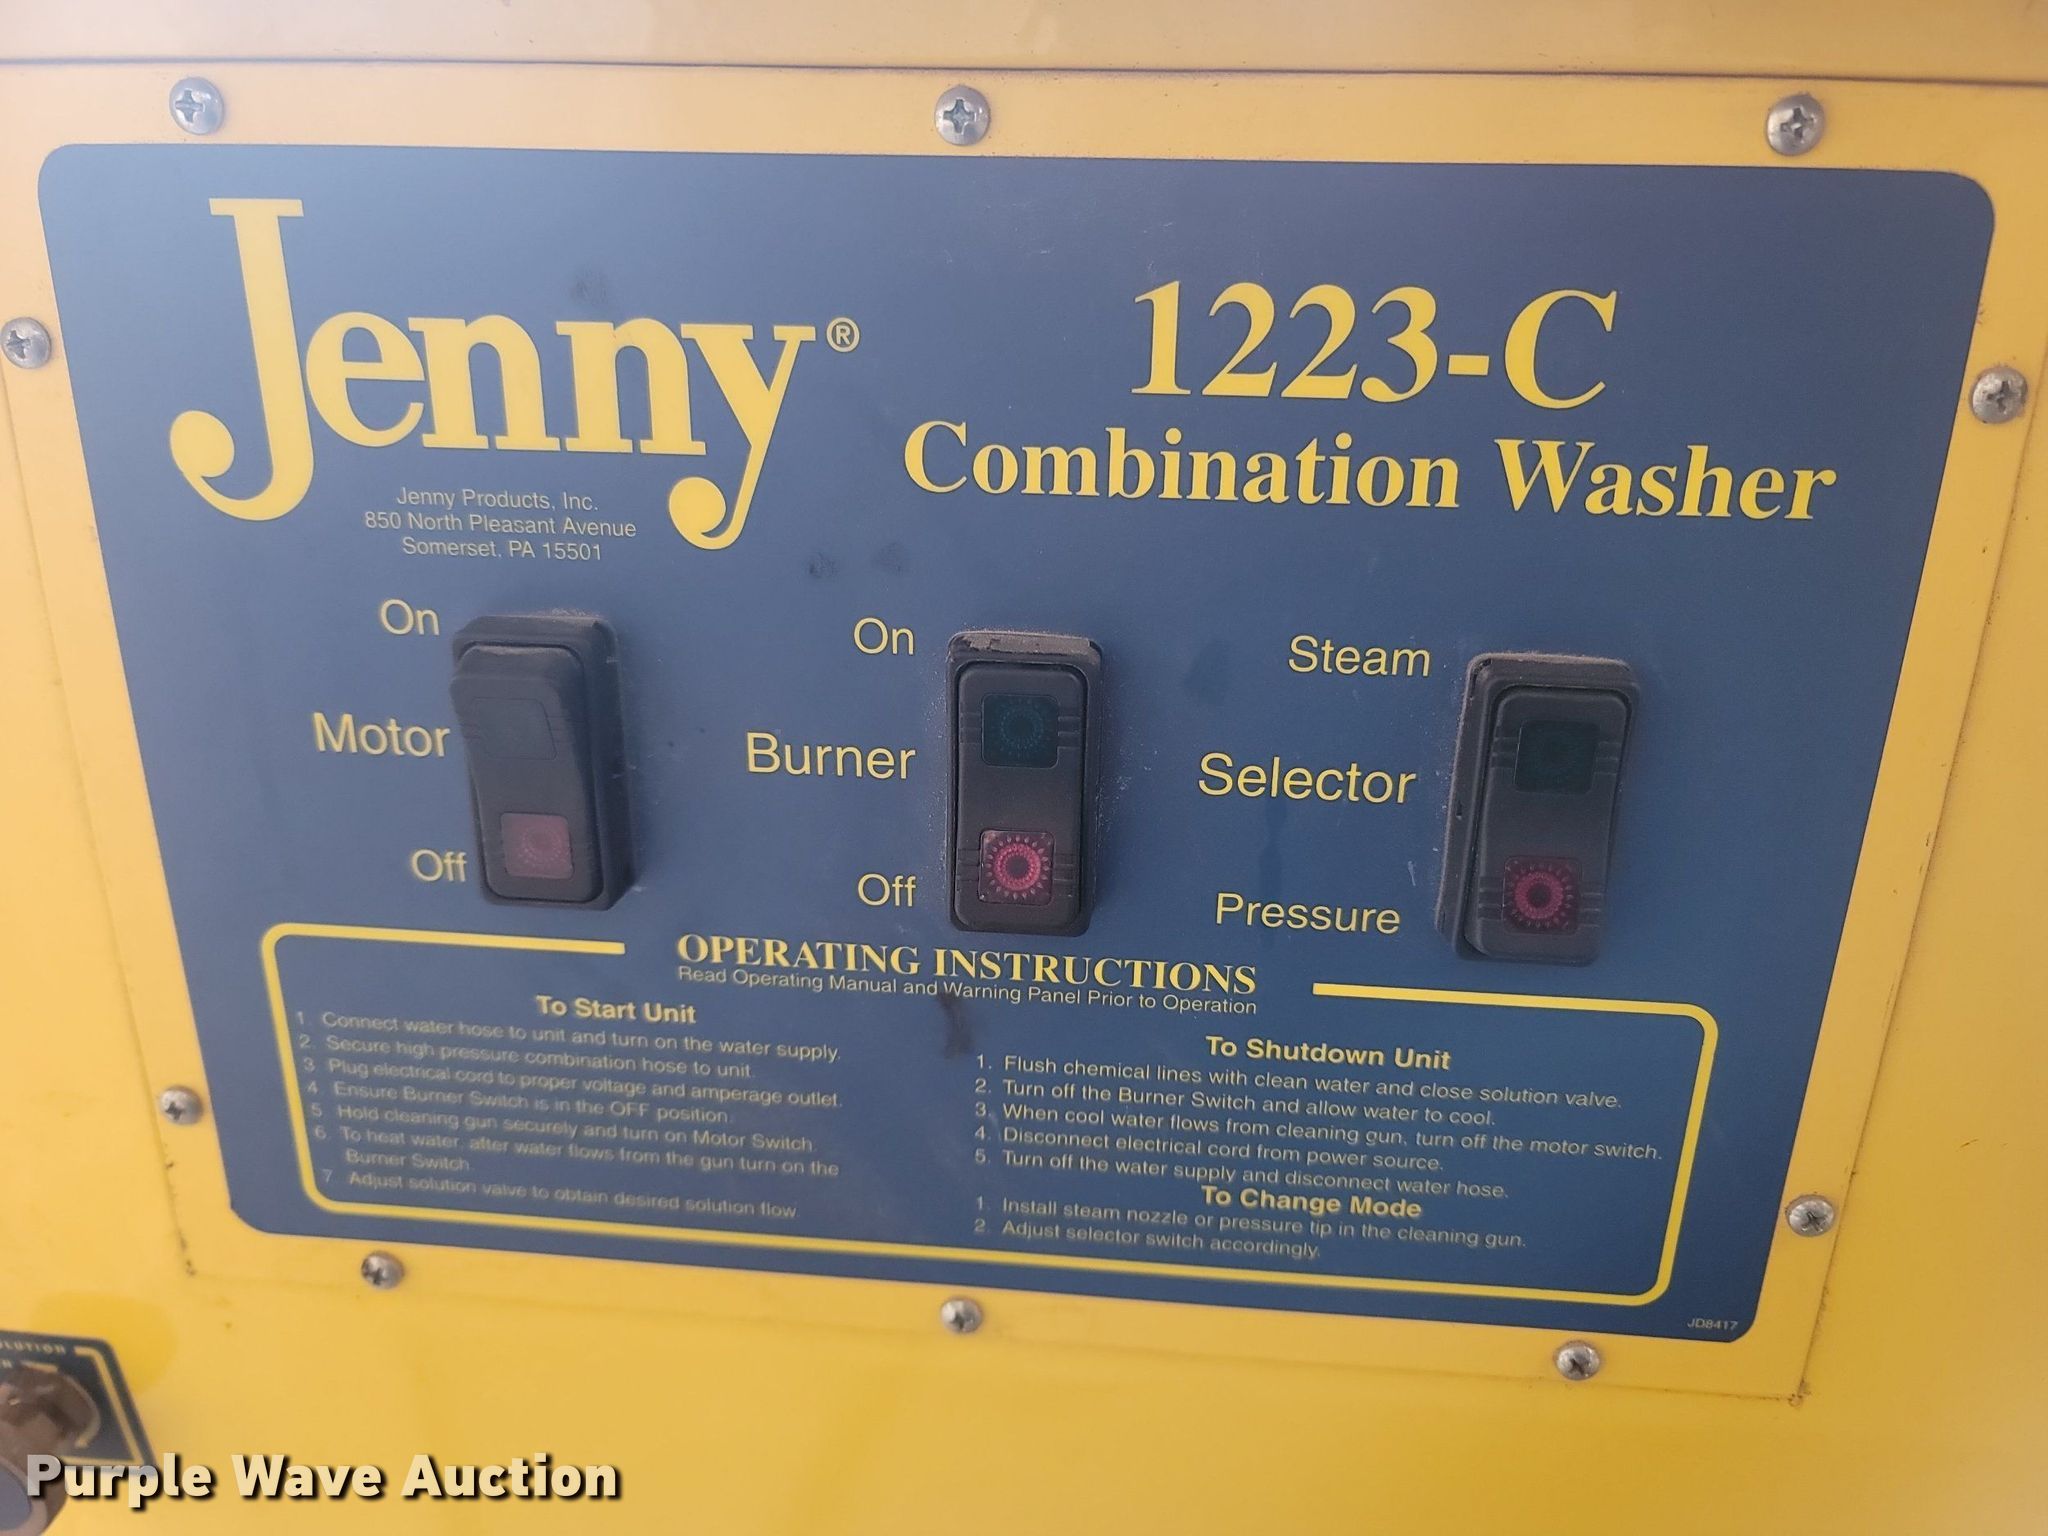 Jenny®
Jenny Products, Inc.
850 North Pleasant Avenue
Somerset, PA 15501
1223-C
Combination Washer
On
Motor
Off
On
Burner
Off
Steam
Selector
Pressure
OPERATING INSTRUCTIONS
Read Operating Manual and Warning Panel Prior to Operation
To Start Unit
1. Connect water hose to unit and turn on the water supply.
2. Secure high pressure combination hose to unit.
3. Plug electrical cord to proper voltage and amperage outlet.
4. Ensure Burner Switch is in the OFF position.
5. Hold cleaning gun securely and turn on Motor Switch.
6. To heat water, after water flows from the gun turn on the
Burner Switch.
7. Adjust solution valve to obtain desired solution flow.
To Shutdown Unit
1. Flush chemical lines with clean water and close solution valve.
2. Turn off the Burner Switch and allow water to cool.
3. When cool water flows from cleaning gun, turn off the motor switch.
4. Disconnect electrical cord from power source.
5. Turn off the water supply and disconnect water hose.
To Change Mode
1. Install steam nozzle or pressure tip in the cleaning gun.
2. Adjust selector switch accordingly.
JD8417
Purple Wave Auction